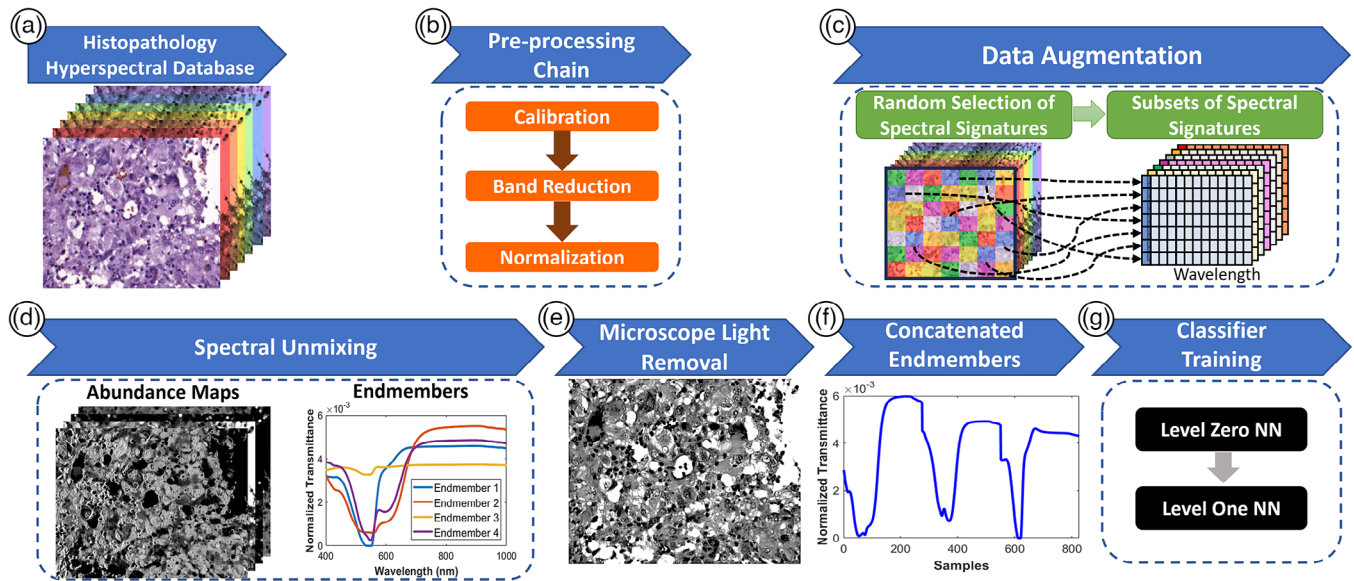 (a)
Histopathology
Hyperspectral Database
(b)
Pre-processing
Chain
Calibration
Band Reduction
Normalization
(c)
Data Augmentation
Random Selection of
Spectral Signatures
Subsets of Spectral
Signatures
Wavelength
(d)
Spectral Unmixing
Abundance Maps
Endmembers
×10⁻³
Normalized Transmittance
6
4
2
0
Endmember 1
Endmember 2
Endmember 3
Endmember 4
400
600
800
1000
Wavelength (nm)
(e)
Microscope Light
Removal
(f)
Concatenated
Endmembers
×10⁻³
Normalized Transmittance
6
4
2
0
0
200
400
600
800
Samples
(g)
Classifier
Training
Level Zero NN
Level One NN